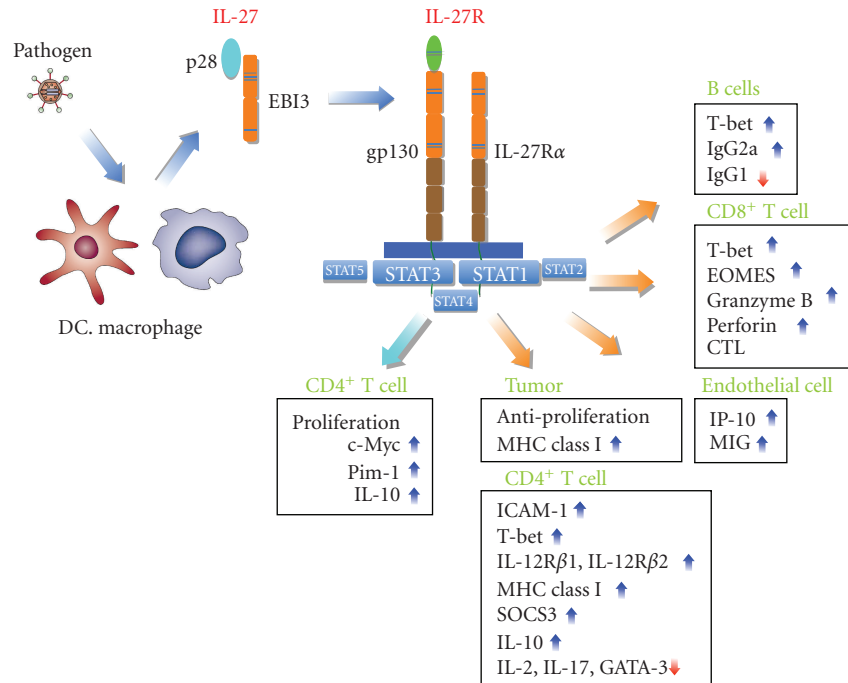 IL-27
IL-27R
Pathogen
p28
EBI3
gp130
IL-27Rα
DC. macrophage
STAT5
STAT3
STAT1
STAT2
STAT4
B cells
T-bet
IgG2a
IgG1
CD8+ T cell
T-bet
EOMES
Granzyme B
Perforin
CTL
CD4+ T cell
Proliferation
c-Myc
Pim-1
IL-10
Tumor
Anti-proliferation
MHC class I
Endothelial cell
IP-10
MIG
CD4+ T cell
ICAM-1
T-bet
IL-12Rβ1, IL-12Rβ2
MHC class I
SOCS3
IL-10
IL-2, IL-17, GATA-3